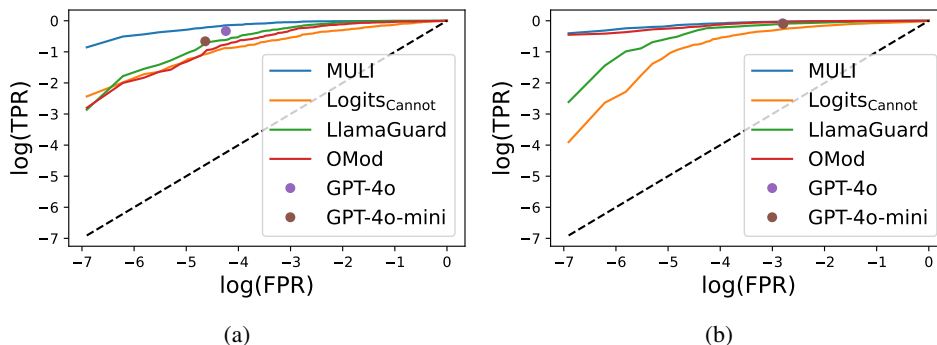 log(TPR)
0
−1
−2
−3
−4
−5
−6
−7
MULI
Logits_Cannot
LlamaGuard
OMod
GPT-4o
GPT-4o-mini
−7 −6 −5 −4 −3 −2 −1 0
log(FPR)
(a)
log(TPR)
0
−1
−2
−3
−4
−5
−6
−7
MULI
Logits_Cannot
LlamaGuard
OMod
GPT-4o
GPT-4o-mini
−7 −6 −5 −4 −3 −2 −1 0
log(FPR)
(b)